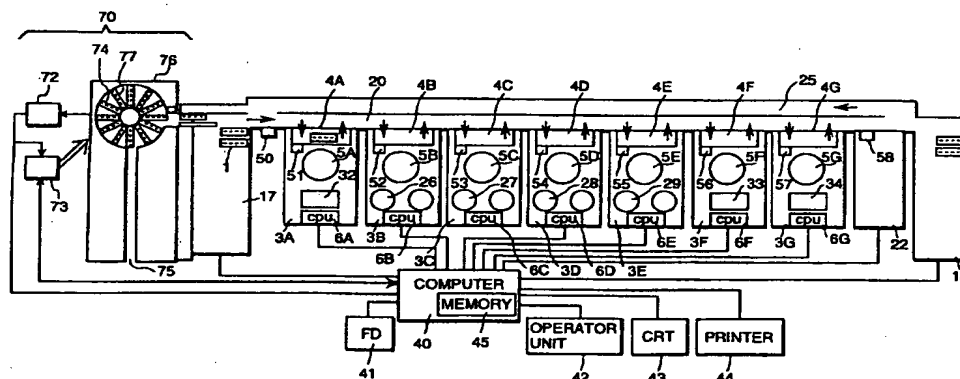 70
74 77 76
72
73
75
4A 20 4B 4C 4D 4E 4F 25 4G
50 51 52 53 54 55 56 57 58
1
5A 5B 5C 5D 5E 5F 5G
32 26 27 28 29 33 34
17
cpu cpu cpu cpu cpu cpu cpu
3A 6A 3B 6B 3C 6C 3D 6D 3E 6E 3F 6F 3G 6G 22
COMPUTER
MEMORY
FD
OPERATOR
UNIT
CRT
PRINTER
40 45
41 42 43 44